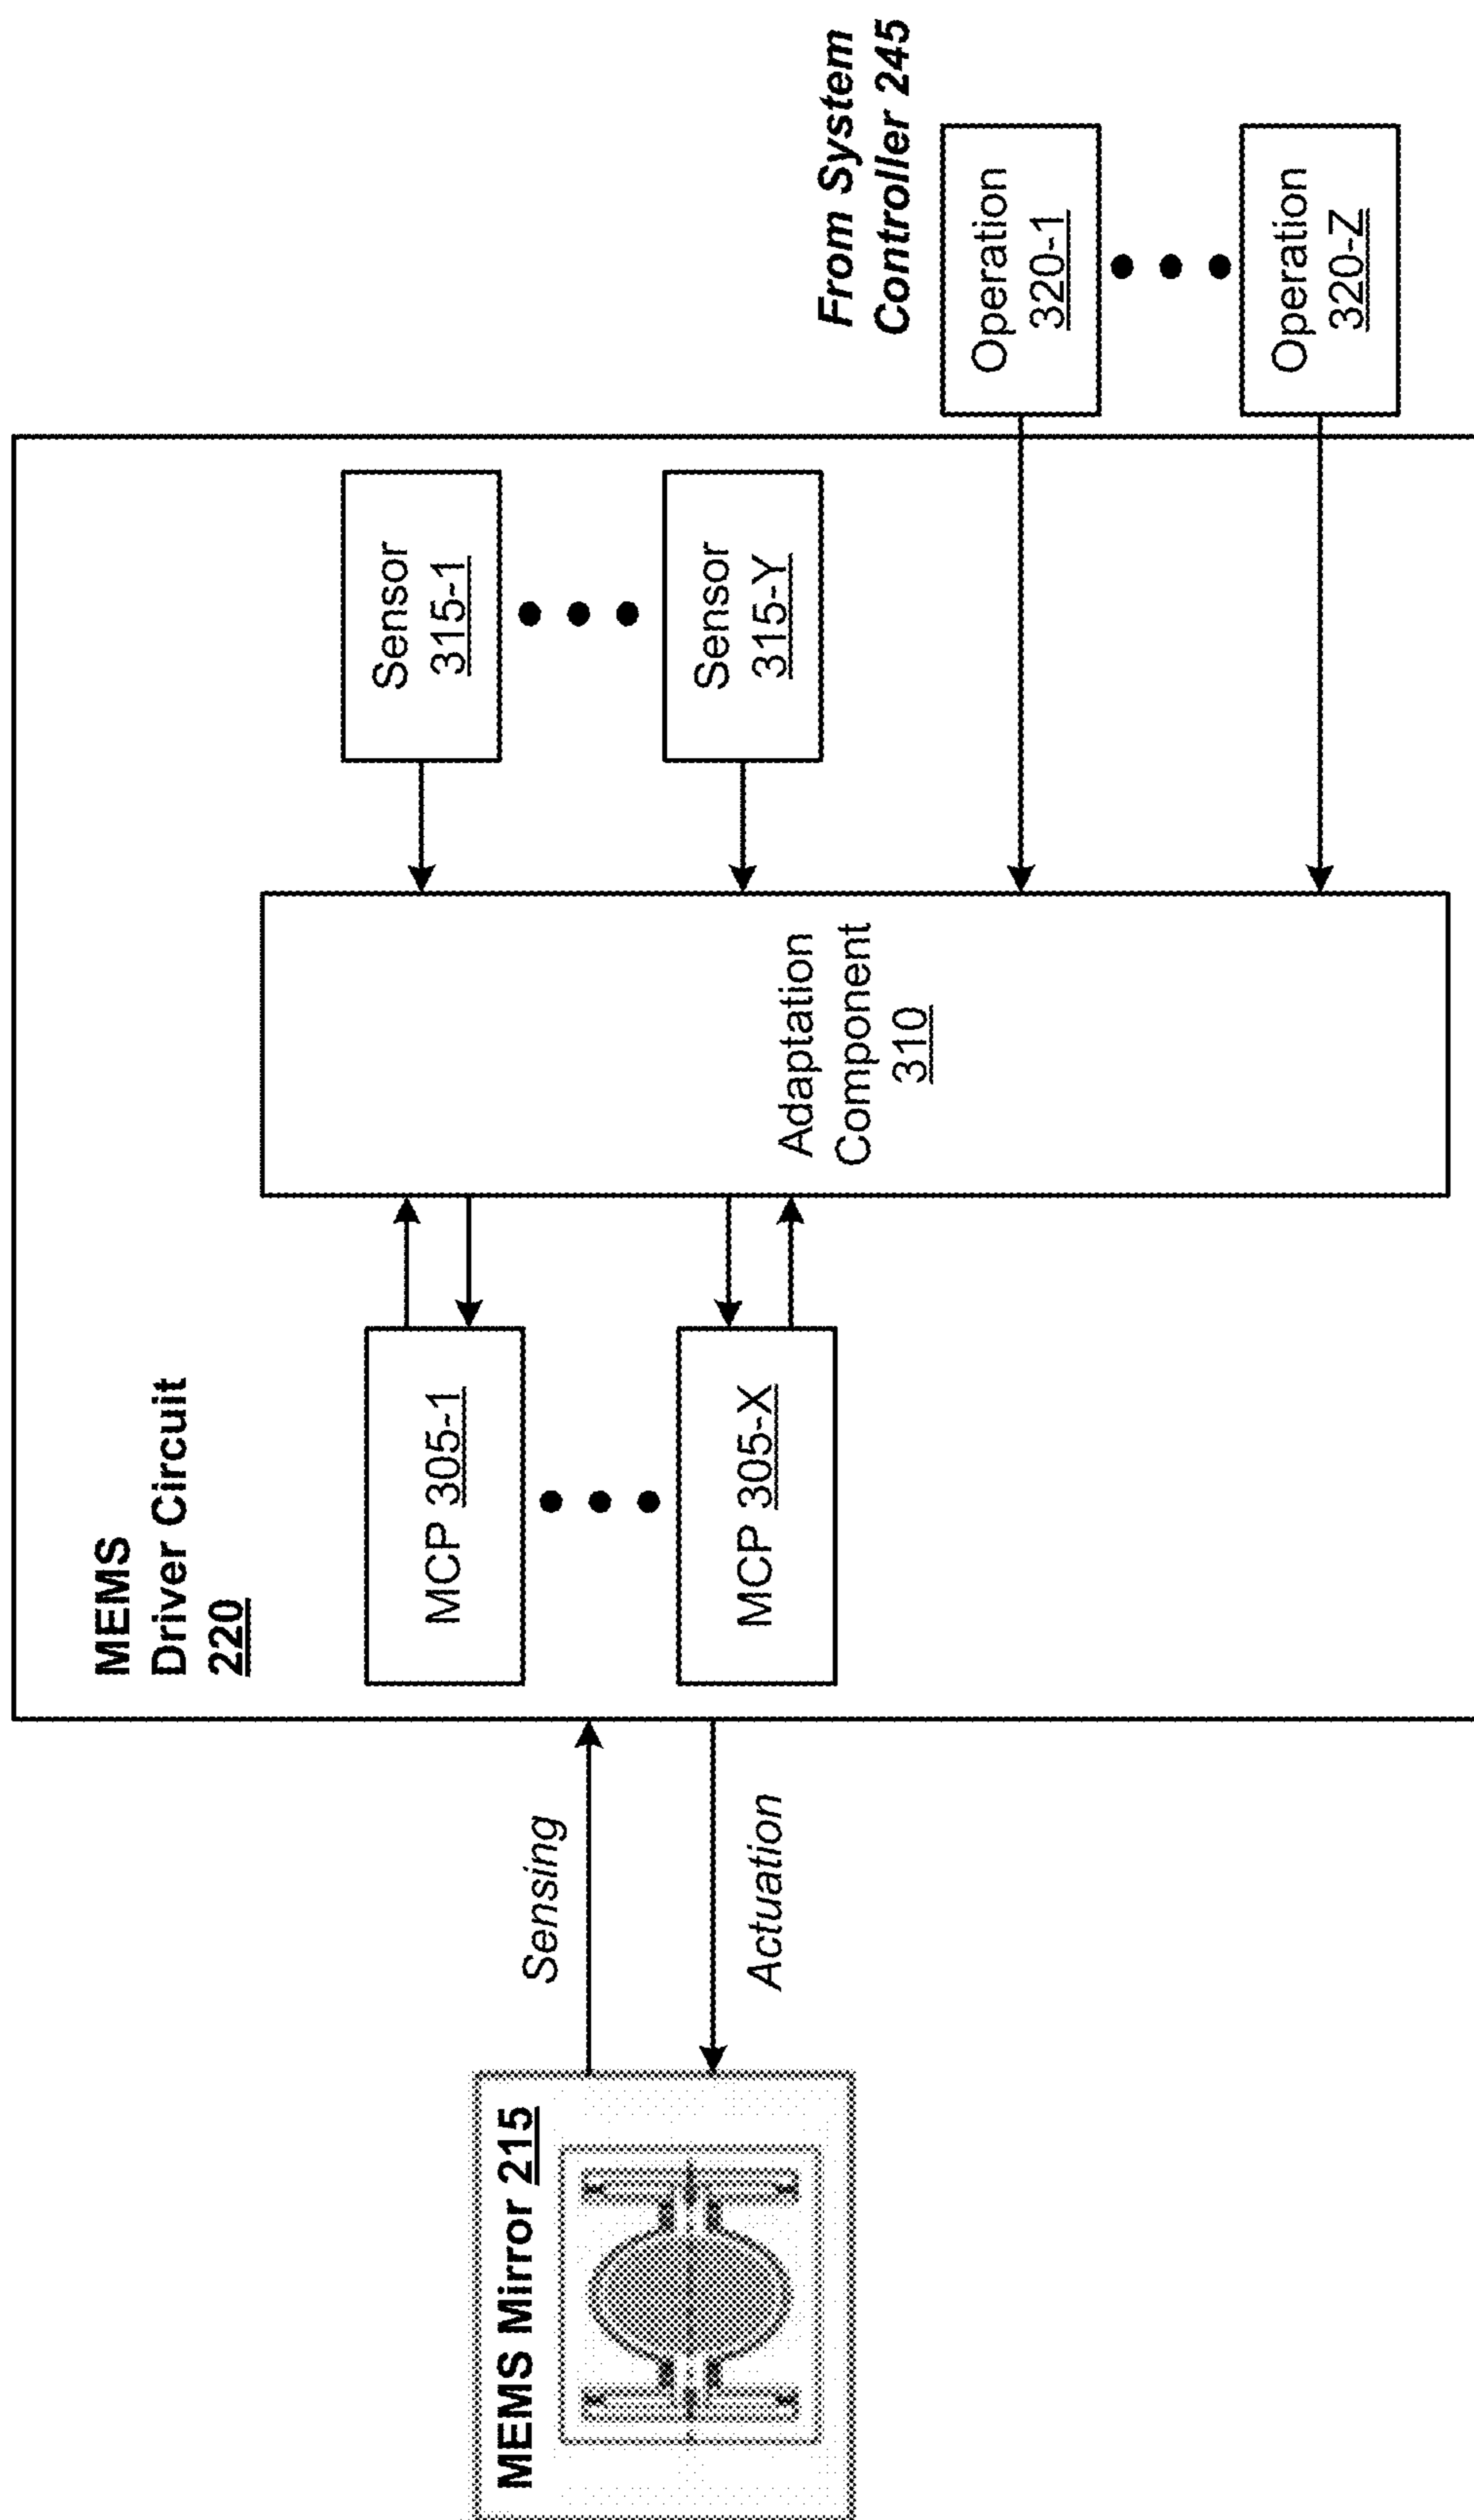 MEMS Mirror 215
Sensing
Actuation
MEMS
Driver Circuit
220
MCP 305-1
MCP 305-X
Adaptation
Component
310
Sensor
315-1
Sensor
315-Y
From System
Controller 245
Operation
320-1
Operation
320-Z